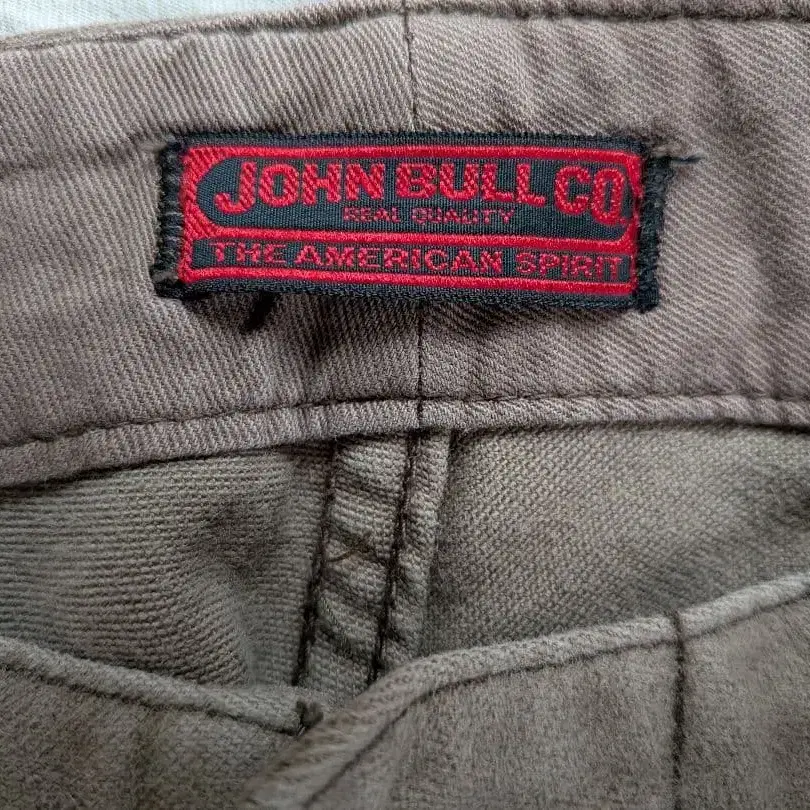 JOHN BULL CO.
REAL QUALITY
THE AMERICAN SPIRIT